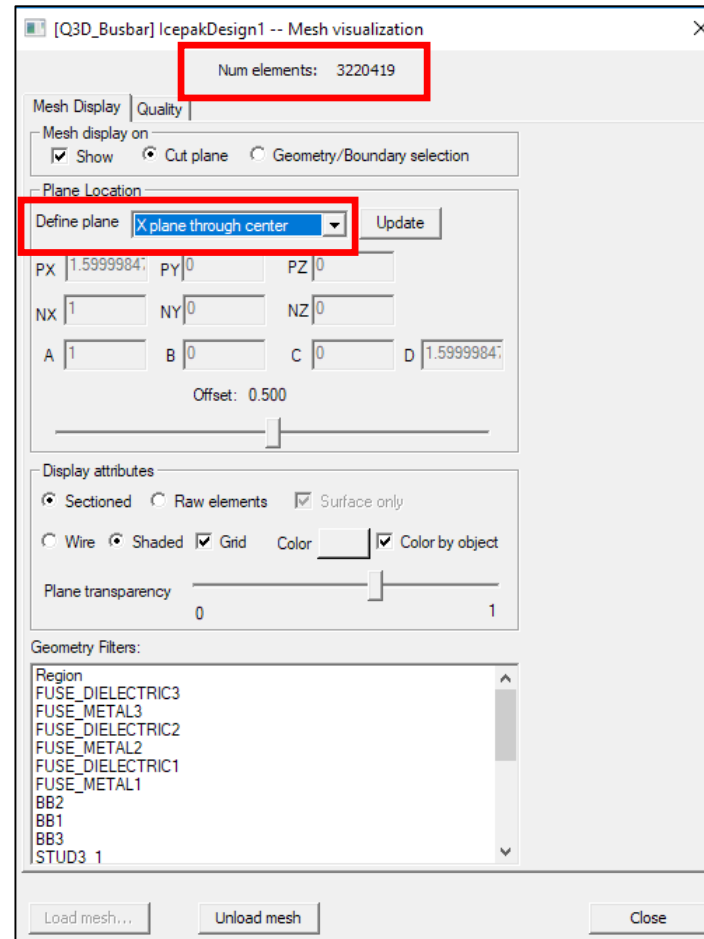 [Q3D_Busbar] IcepakDesign1 -- Mesh visualization
Num elements: 3220419
Mesh Display Quality
Mesh display on
Show Cut plane Geometry/Boundary selection
Plane Location
Define plane X plane through center Update
PX 1.59999847 PY 0 PZ 0
NX 1 NY 0 NZ 0
A 1 B 0 C 0 D 1.59999847
Offset: 0.500
Display attributes
Sectioned Raw elements Surface only
Wire Shaded Grid Color Color by object
Plane transparency
0 1
Geometry Filters:
Region
FUSE_DIELECTRIC3
FUSE_METAL3
FUSE_DIELECTRIC2
FUSE_METAL2
FUSE_DIELECTRIC1
FUSE_METAL1
BB2
BB1
BB3
STUD3_1
Load mesh... Unload mesh Close